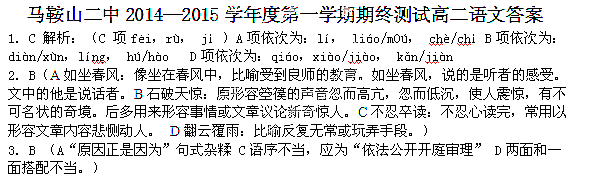 马鞍山二中 2014—2015 学年度第一学期期终测试高二语文答案
1. C 解析：（C 项 fei，rù， ji ）A 项依次为：lí， liáo/mOú， chè/chi B 项依次为：
diàn/xùn，líng， hú/hào   D 项依次为：qiáo，xiào/jiào， kǎn/jiàn
2. B（A 如坐春风：像坐在春风中，比喻受到良师的教育。如坐春风，说的是听者的感受。
文中的他是说话者。B 石破天惊：原形容箜篌的声音忽而高亢，忽而低沉，使人震惊，有不
可名状的奇境。后多用来形容事情或文章议论新奇惊人。C 不忍卒读：不忍心读完，常用以
形容文章内容悲恻动人。 D 翻云覆雨：比喻反复无常或玩弄手段。）
3. B （A“原因正是因为”句式杂糅 C 语序不当，应为“依法公开开庭审理” D 两面和一
面搭配不当。）